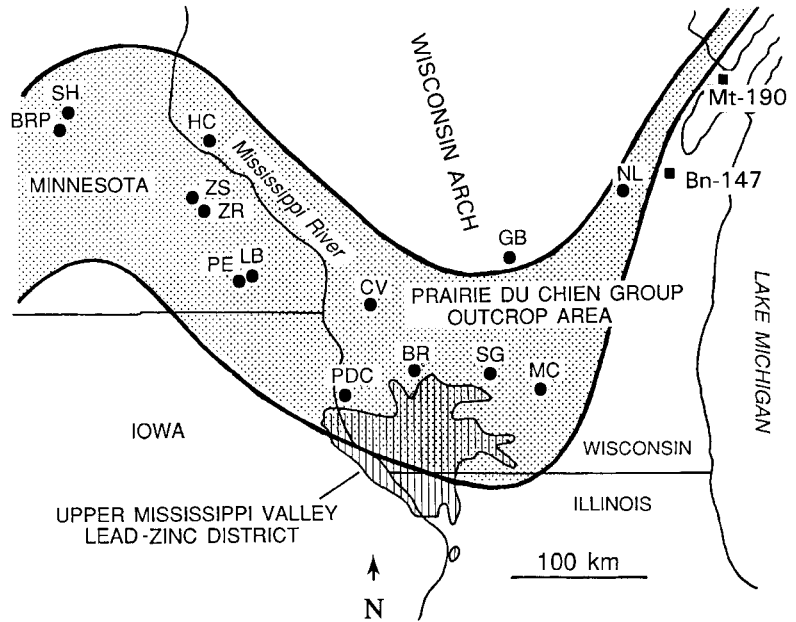 SH
BRP
HC
WISCONSIN ARCH
Mt-190
MINNESOTA
ZS
ZR
Mississippi River
NL
Bn-147
GB
PE
LB
CV
PRAIRIE DU CHIEN GROUP
OUTCROP AREA
LAKE MICHIGAN
BR
SG
MC
PDC
IOWA
WISCONSIN
ILLINOIS
UPPER MISSISSIPPI VALLEY
LEAD-ZINC DISTRICT
100 km
N